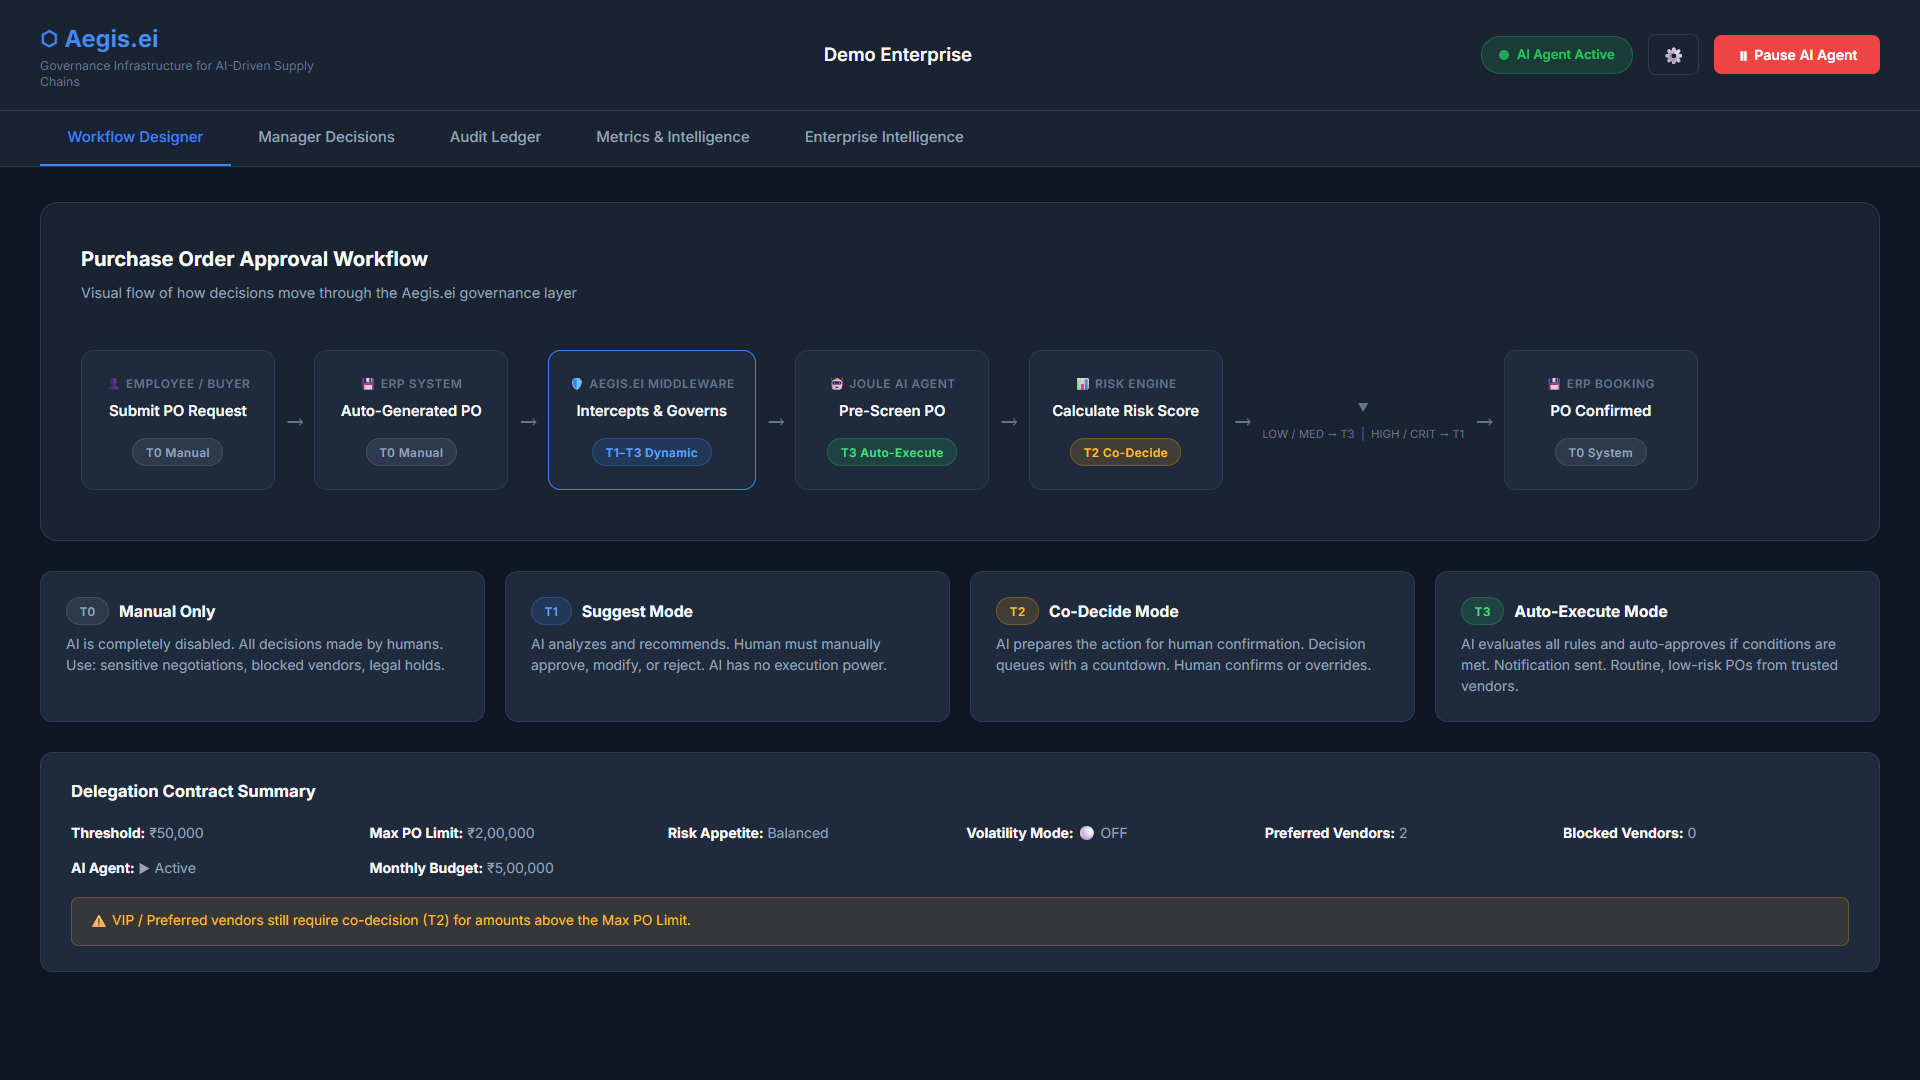 Aegis.ei
Governance Infrastructure for AI-Driven Supply
Chains
Demo Enterprise
AI Agent Active
Pause AI Agent
Workflow Designer
Manager Decisions
Audit Ledger
Metrics & Intelligence
Enterprise Intelligence
Purchase Order Approval Workflow
Visual flow of how decisions move through the Aegis.ei governance layer
EMPLOYEE / BUYER
Submit PO Request
T0 Manual
→
ERP SYSTEM
Auto-Generated PO
T0 Manual
→
AEGIS.EI MIDDLEWARE
Intercepts & Governs
T1–T3 Dynamic
→
JOULE AI AGENT
Pre-Screen PO
T3 Auto-Execute
→
RISK ENGINE
Calculate Risk Score
T2 Co-Decide
→
▼
LOW / MED → T3 | HIGH / CRIT → T1
→
ERP BOOKING
PO Confirmed
T0 System
T0 Manual Only
AI is completely disabled. All decisions made by humans.
Use: sensitive negotiations, blocked vendors, legal holds.
T1 Suggest Mode
AI analyzes and recommends. Human must manually
approve, modify, or reject. AI has no execution power.
T2 Co-Decide Mode
AI prepares the action for human confirmation. Decision
queues with a countdown. Human confirms or overrides.
T3 Auto-Execute Mode
AI evaluates all rules and auto-approves if conditions are
met. Notification sent. Routine, low-risk POs from trusted
vendors.
Delegation Contract Summary
Threshold: ₹50,000
Max PO Limit: ₹2,00,000
Risk Appetite: Balanced
Volatility Mode: OFF
Preferred Vendors: 2
Blocked Vendors: 0
AI Agent: ▶ Active
Monthly Budget: ₹5,00,000
⚠ VIP / Preferred vendors still require co-decision (T2) for amounts above the Max PO Limit.